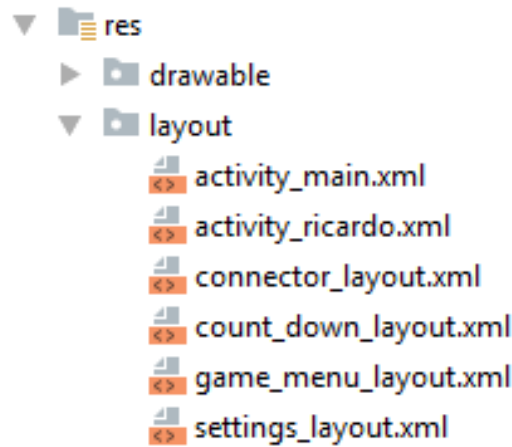 res
drawable
layout
activity_main.xml
activity_ricardo.xml
connector_layout.xml
count_down_layout.xml
game_menu_layout.xml
settings_layout.xml